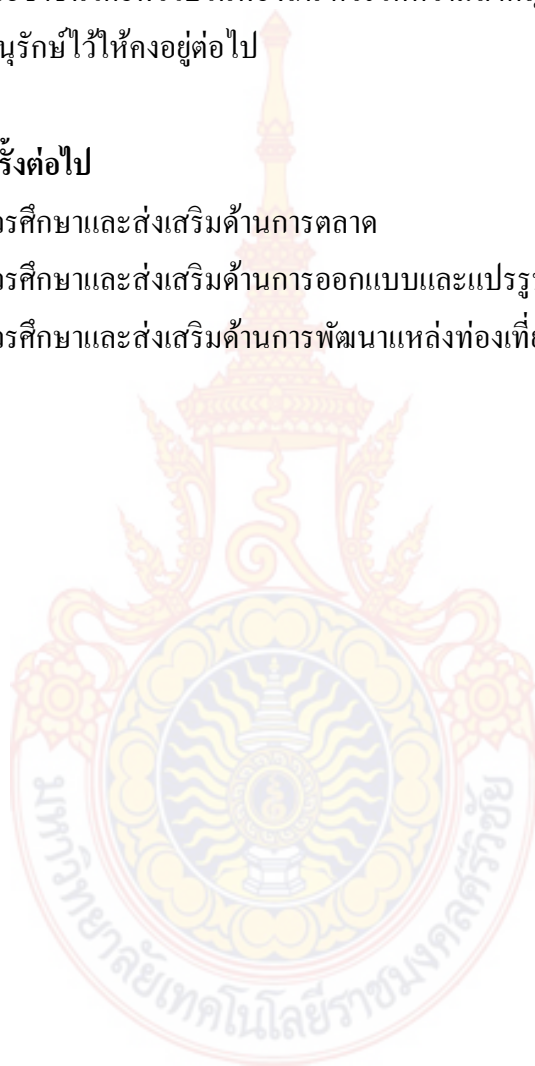 นุรักษ์ไว้ให้คงอยู่ต่อไป
รั้งต่อไป
วรศึกษาและส่งเสริมด้านการตลาด
วรศึกษาและส่งเสริมด้านการออกแบบและแปรรูป
วรศึกษาและส่งเสริมด้านการพัฒนาแหล่งท่องเที่ย
มหาวิทยาลัยเทคโนโลยีราชมงคลศรีวิชัย